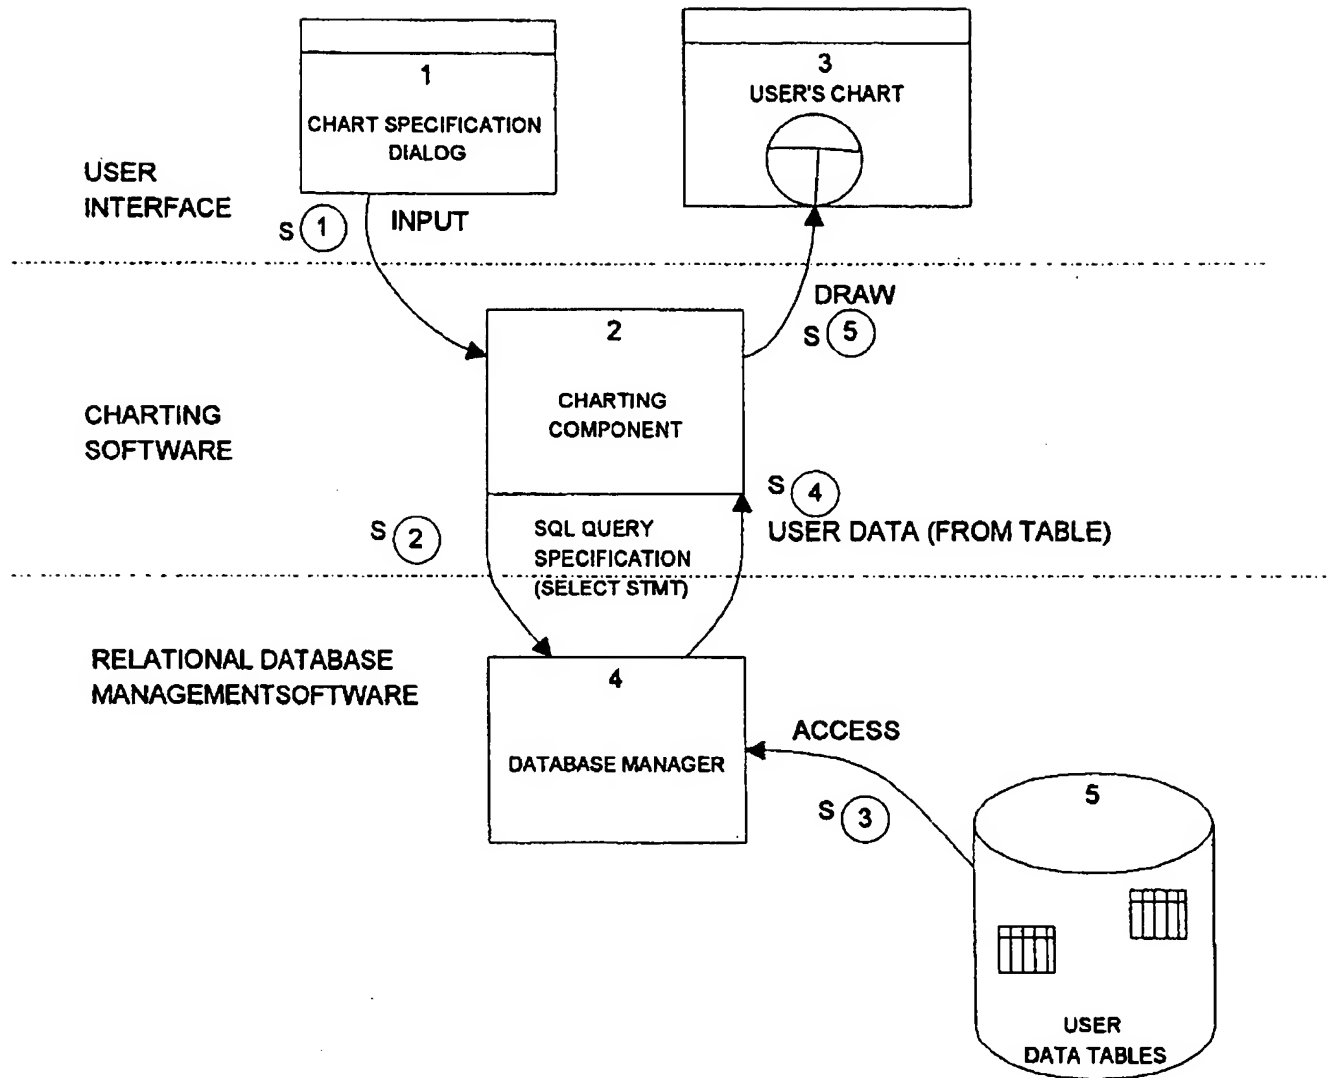 1
CHART SPECIFICATION
DIALOG
3
USER'S CHART
USER
INTERFACE
S 1
INPUT
DRAW
S 5
2
CHARTING
COMPONENT
CHARTING
SOFTWARE
S 4
USER DATA (FROM TABLE)
S 2
SQL QUERY
SPECIFICATION
(SELECT STMT)
RELATIONAL DATABASE
MANAGEMENTSOFTWARE
4
DATABASE MANAGER
ACCESS
S 3
5
USER
DATA TABLES